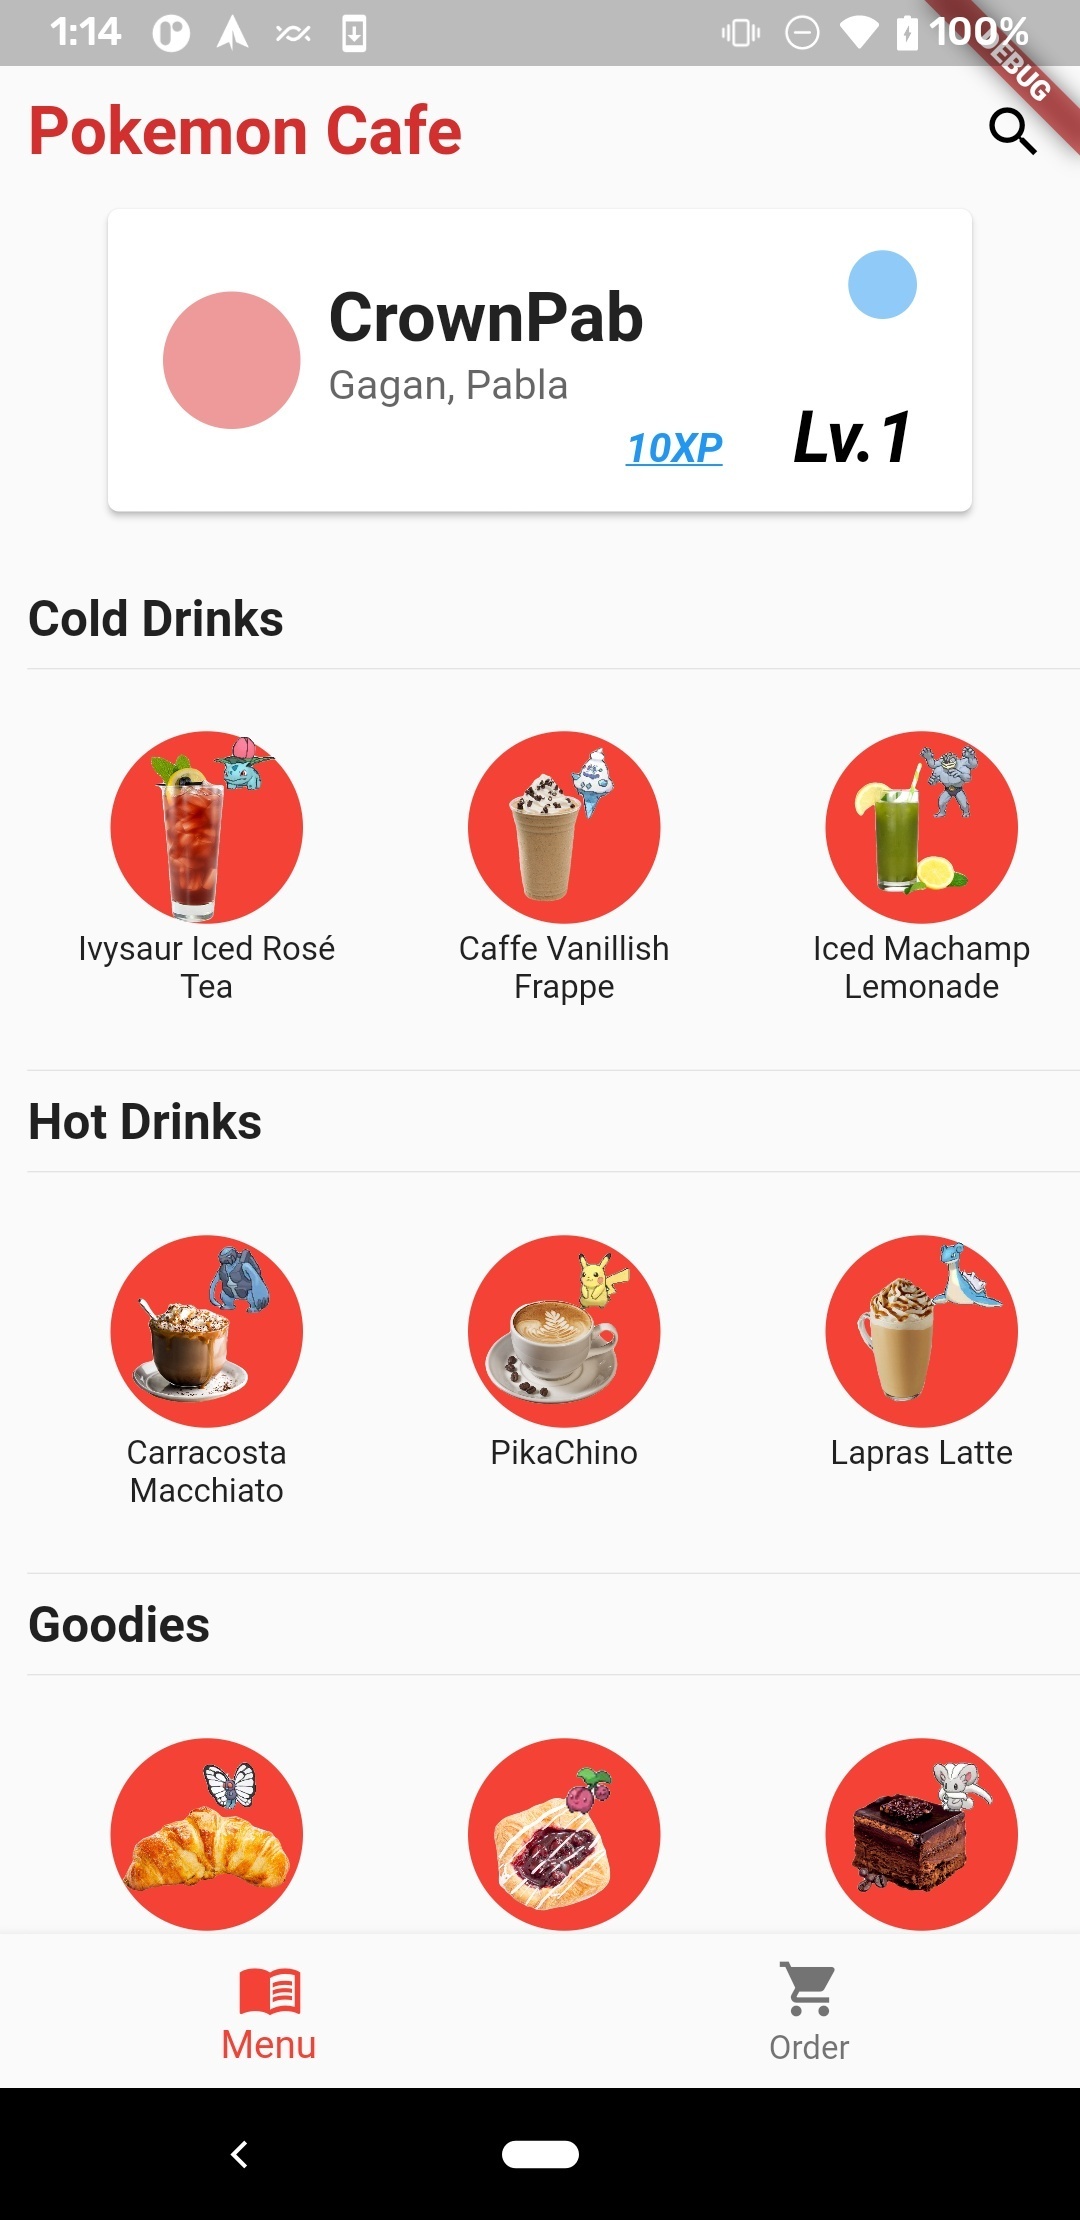 1:14
100%
DEBUG
Pokemon Cafe
CrownPab
Gagan, Pabla
10XP
Lv.1
Cold Drinks
Ivysaur Iced Rosé
Tea
Caffe Vanillish
Frappe
Iced Machamp
Lemonade
Hot Drinks
Carracosta
Macchiato
PikaChino
Lapras Latte
Goodies
Menu
Order